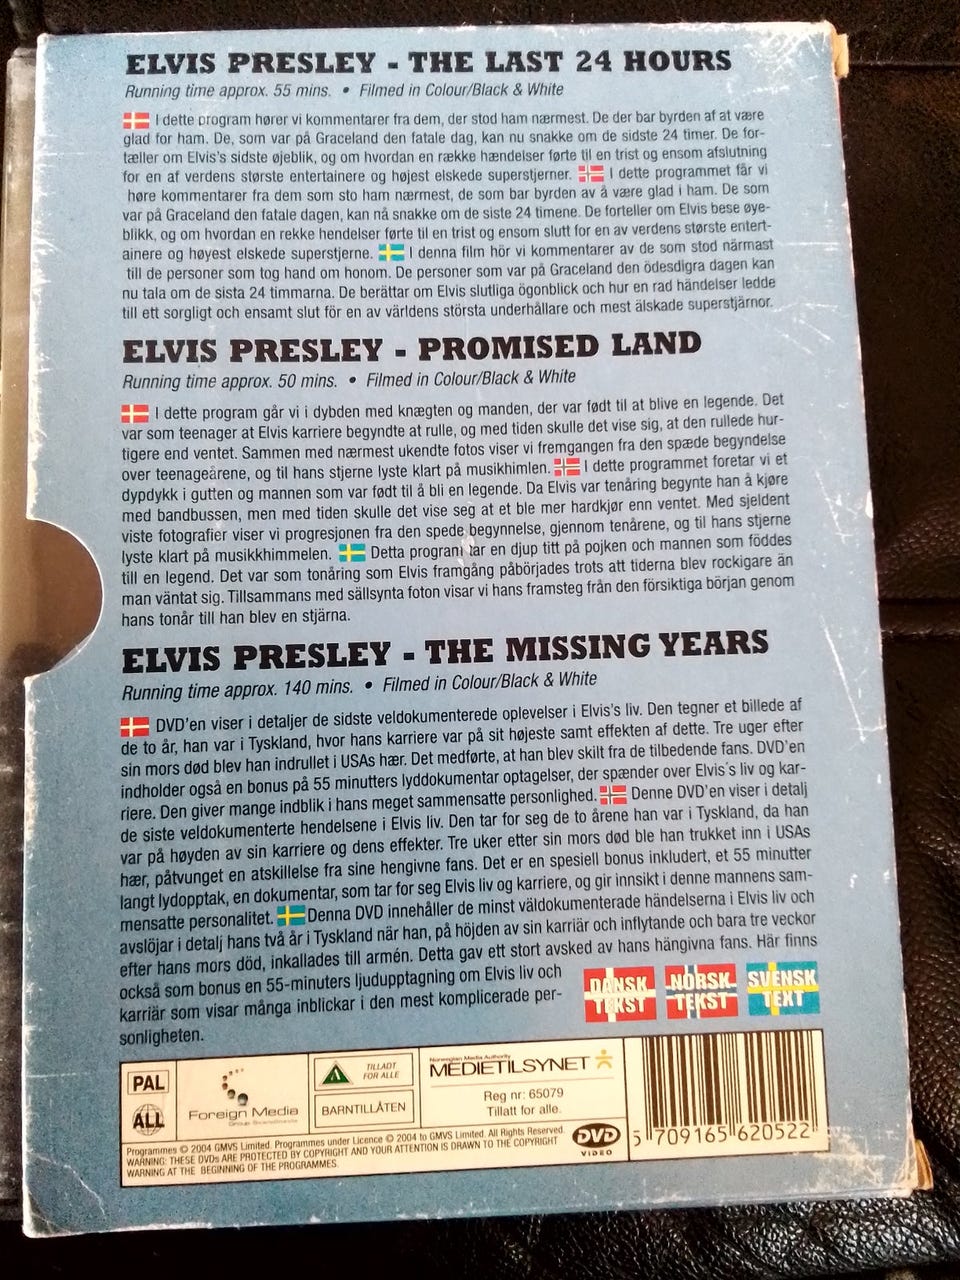 ELVIS PRESLEY - THE LAST 24 HOURS
Running time approx. 55 mins. • Filmed in Colour/Black & White
I dette program hører vi kommentarer fra dem, der stod ham nærmest. De der bar byrden af at være
glad for ham. De, som var på Graceland den fatale dag, kan nu snakke om de sidste 24 timer. De for-
tæller om Elvis's sidste øjeblik, og om hvordan en række hændelser førte til en trist og ensom afslutning
for en af verdens største entertainere og højest elskede superstjerner. I dette programmet får vi
høre kommentarer fra dem som sto ham nærmest, de som bar byrden av å være glad i ham. De som
var på Graceland den fatale dagen, kan nå snakke om de siste 24 timene. De forteller om Elvis bese øye-
blikk, og om hvordan en rekke hendelser førte til en trist og ensom slutt for en av verdens største entert-
ainere og høyest elskede superstjerne. I denna film hör vi kommentarer av de som stod närmast
till de personer som tog hand om honom. De personer som var på Graceland den ödesdigra dagen kan
nu tala om de sista 24 timmarna. De berättar om Elvis slutliga ögonblick och hur en rad händelser ledde
till ett sorgligt och ensamt slut för en av världens största underhållare och mest älskade superstjärnor.
ELVIS PRESLEY - PROMISED LAND
Running time approx. 50 mins. • Filmed in Colour/Black & White
I dette program går vi i dybden med knægten og manden, der var født til at blive en legende. Det
var som teenager at Elvis karriere begyndte at rulle, og med tiden skulle det vise sig, at den rullede hur-
tigere end ventet. Sammen med nærmest ukendte fotos viser vi fremgangen fra den spæde begyndelse
over teenageårene, og til hans stjerne lyste klart på musikhimlen. I dette programmet foretar vi et
dypdykk i gutten og mannen som var født til å bli en legende. Da Elvis var tenåring begynte han å kjøre
med bandbussen, men med tiden skulle det vise seg at et ble mer hardkjør enn ventet. Med sjeldent
viste fotografier viser vi progresjonen fra den spede begynnelse, gjennom tenårene, og til hans stjerne
lyste klart på musikkhimmelen. Detta program tar en djup titt på pojken och mannen som föddes
till en legend. Det var som tonåring som Elvis framgång påbörjades trots att tiderna blev rockigare än
man väntat sig. Tillsammans med sällsynta foton visar vi hans framsteg från den försiktiga början genom
hans tonår till han blev en stjärna.
ELVIS PRESLEY - THE MISSING YEARS
Running time approx. 140 mins. • Filmed in Colour/Black & White
DVD'en viser i detaljer de sidste veldokumenterede oplevelser i Elvis's liv. Den tegner et billede af
de to år, han var i Tyskland, hvor hans karriere var på sit højeste samt effekten af dette. Tre uger efter
sin mors død blev han indrullet i USAs hær. Det medførte, at han blev skilt fra de tilbedende fans. DVD'en
indholder også en bonus på 55 minutters lyddokumentar optagelser, der spænder over Elvis´s liv og kar-
riere. Den giver mange indblik i hans meget sammensatte personlighed. Denne DVD'en viser i detalj
de siste veldokumenterte hendelsene i Elvis liv. Den tar for seg de to årene han var i Tyskland, da han
var på høyden av sin karriere og dens effekter. Tre uker etter sin mors død ble han trukket inn i USAs
hær, påtvunget en atskillelse fra sine hengivne fans. Det er en spesiell bonus inkludert, et 55 minutter
langt lydopptak, en dokumentar, som tar for seg Elvis liv og karriere, og gir innsikt i denne mannens sam-
mensatte personalitet. Denna DVD innehåller de minst väldokumenterade händelserna i Elvis liv och
avslöjar i detalj hans två år i Tyskland när han, på höjden av sin karriär och inflytande och bara tre veckor
efter hans mors död, inkallades till armén. Detta gav ett stort avsked av hans hängivna fans. Här finns
också som bonus en 55-minuters ljudupptagning om Elvis liv och
karriär som visar många inblickar i den mest komplicerade per-
sonligheten.
DANSK TEKST NORSK TEKST SVENSK TEXT
PAL
ALL
Foreign Media
Group Scandinavia
A TILLADT FOR ALLE
BARNTILLÅTEN
Norwegian Media Authority
MEDIETILSYNET
Reg nr: 65079
Tillatt for alle.
Programmes © 2004 GMVS Limited. Programmes under Licence © 2004 to GMVS Limited. All Rights Reserved.
WARNING: THESE DVDs ARE PROTECTED BY COPYRIGHT AND YOUR ATTENTION IS DRAWN TO THE COPYRIGHT
WARNING AT THE BEGINNING OF THE PROGRAMMES.
DVD
VIDEO
5 709165 620522